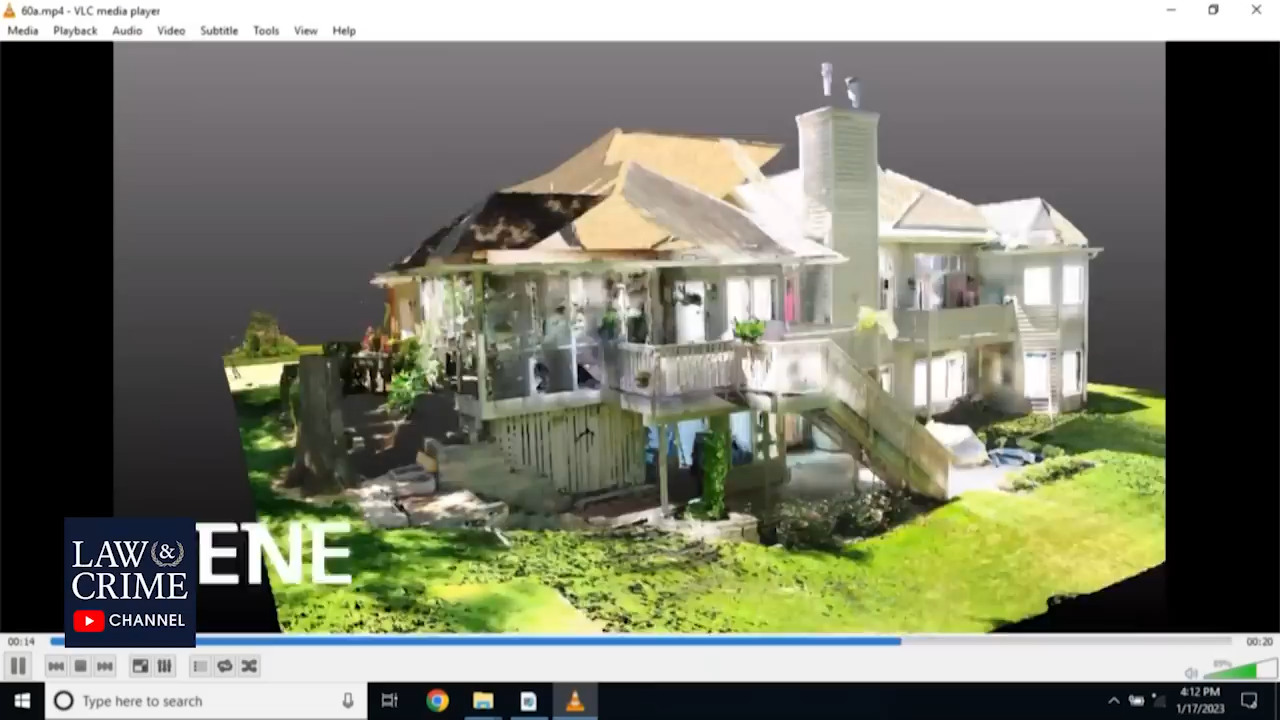 60a.mp4 - VLC media player
Media Playback Audio Video Subtitle Tools View Help
ENE
LAW &
CRIME
CHANNEL
00:14
00:20
89%
Type here to search
4:12 PM
1/17/2023